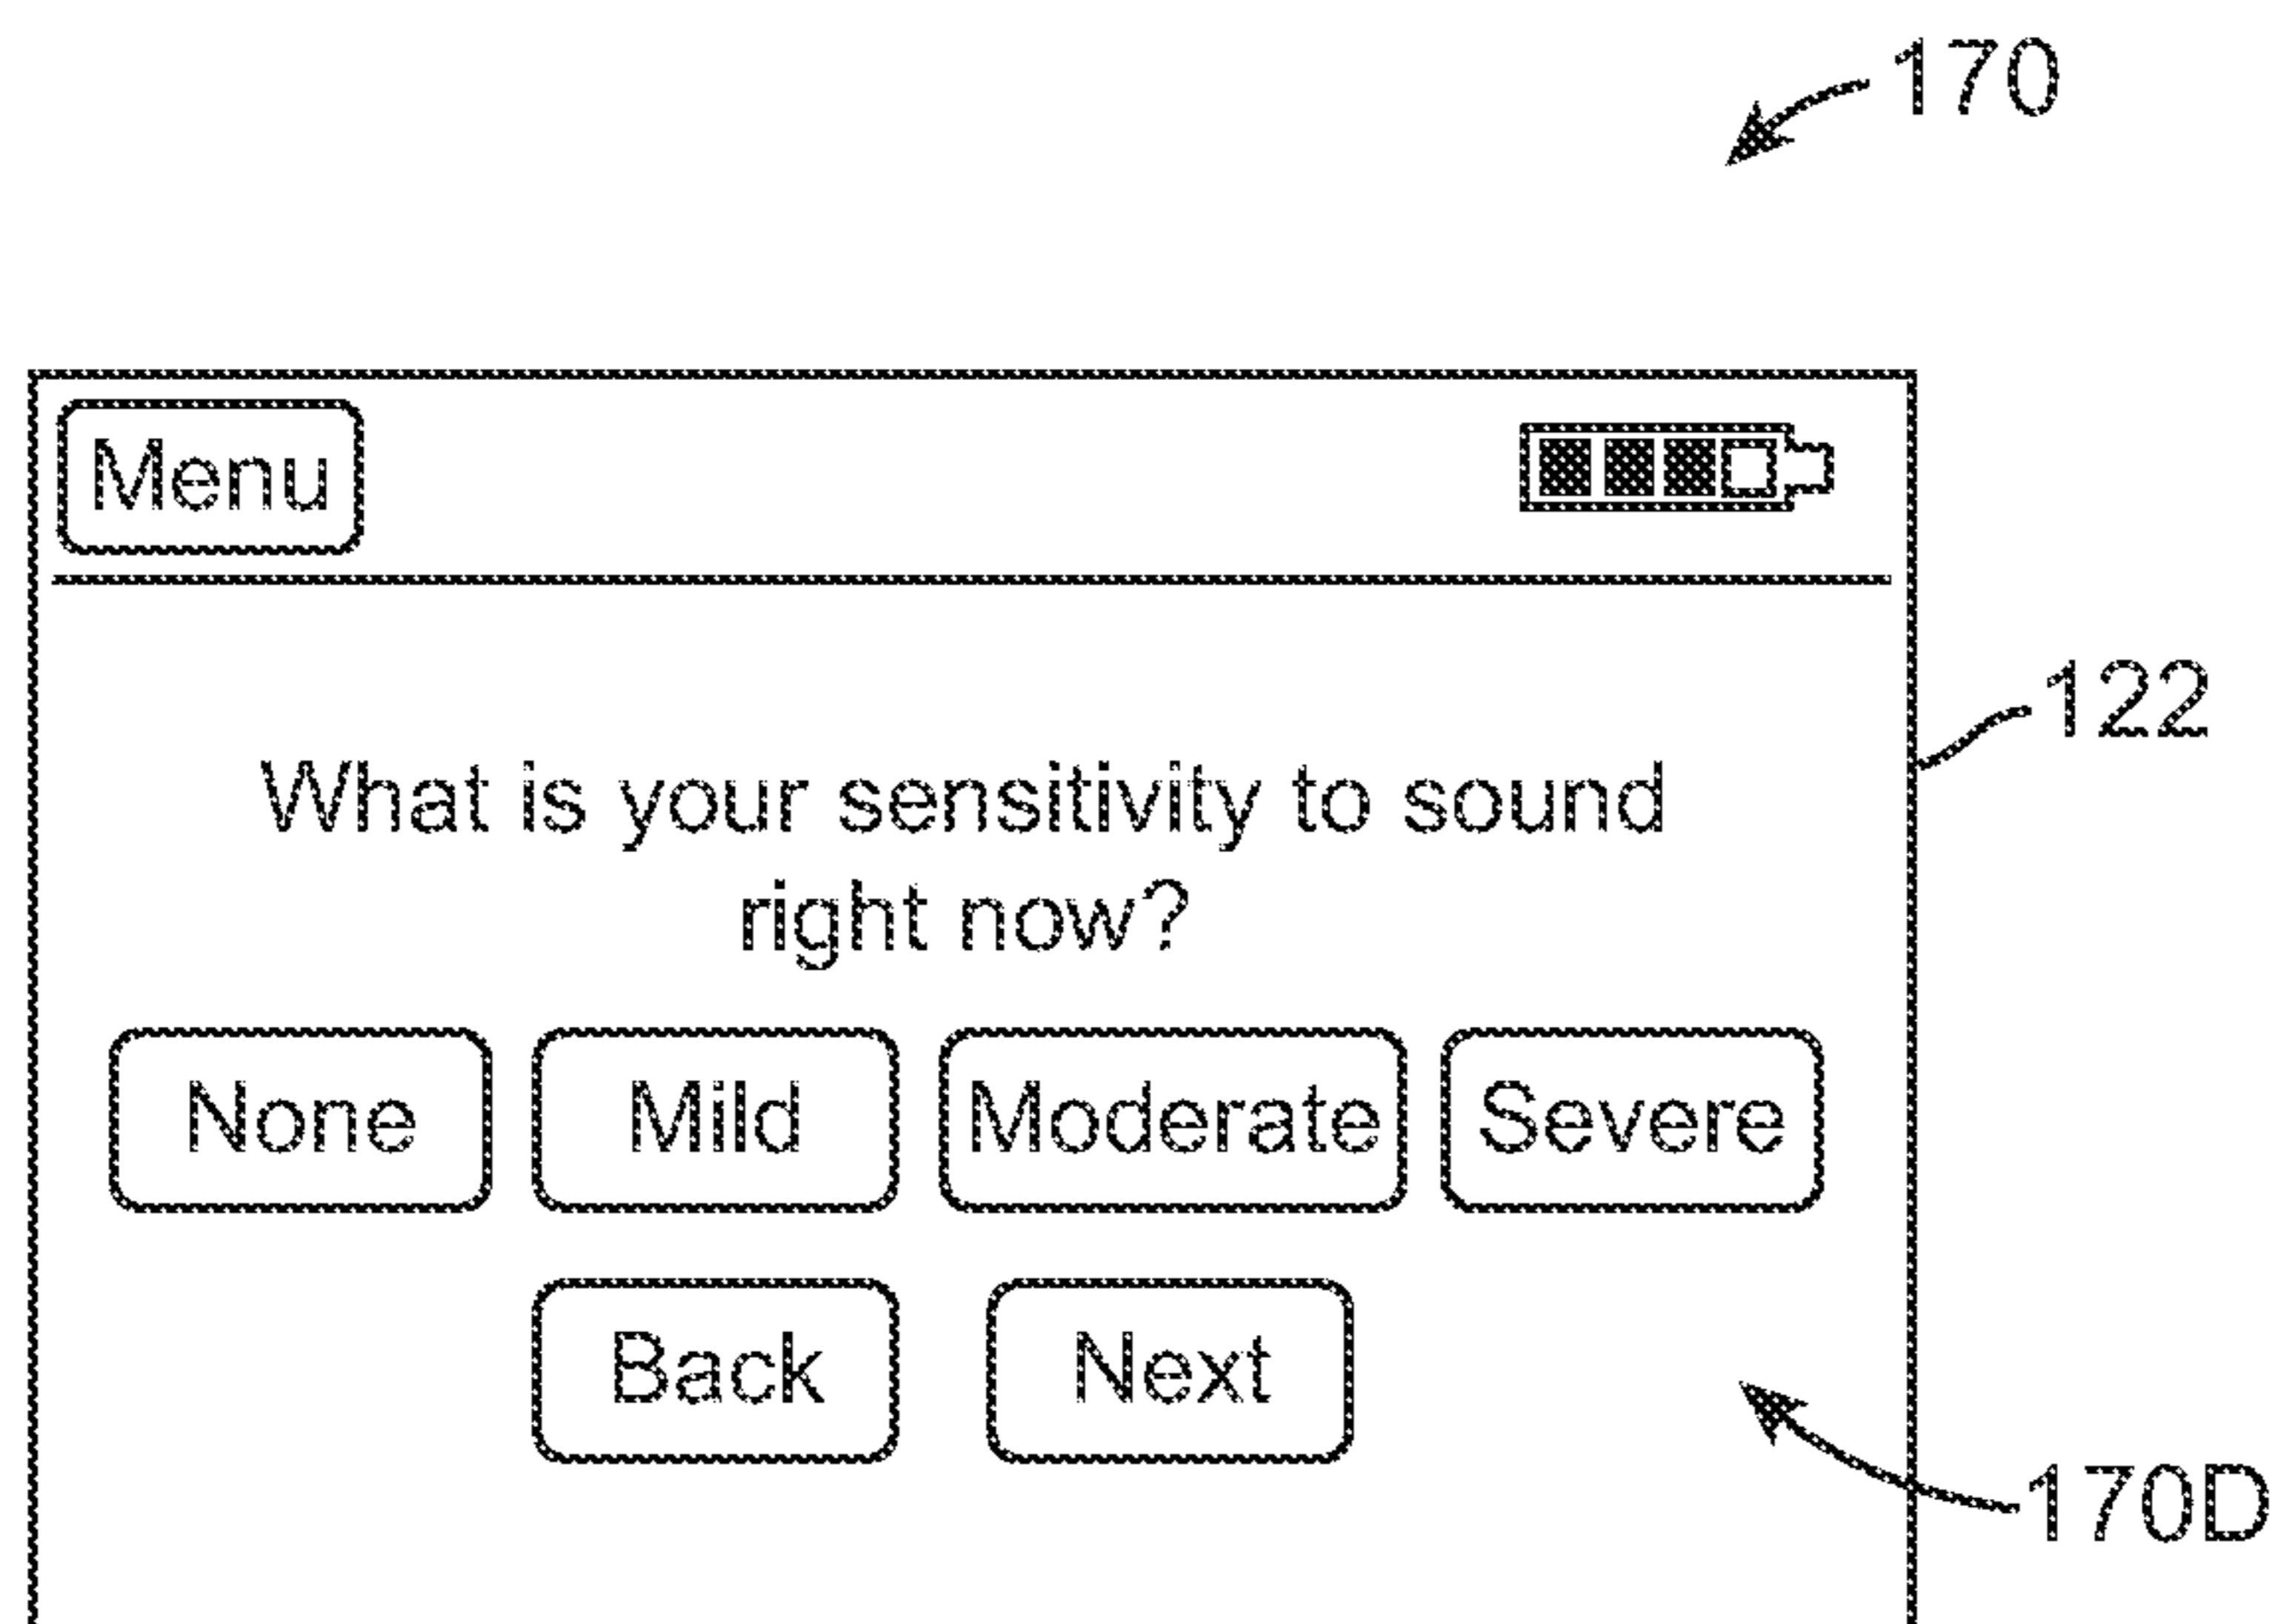 170
Menu
122
What is your sensitivity to sound
right now?
None Mild Moderate Severe
Back Next
170D